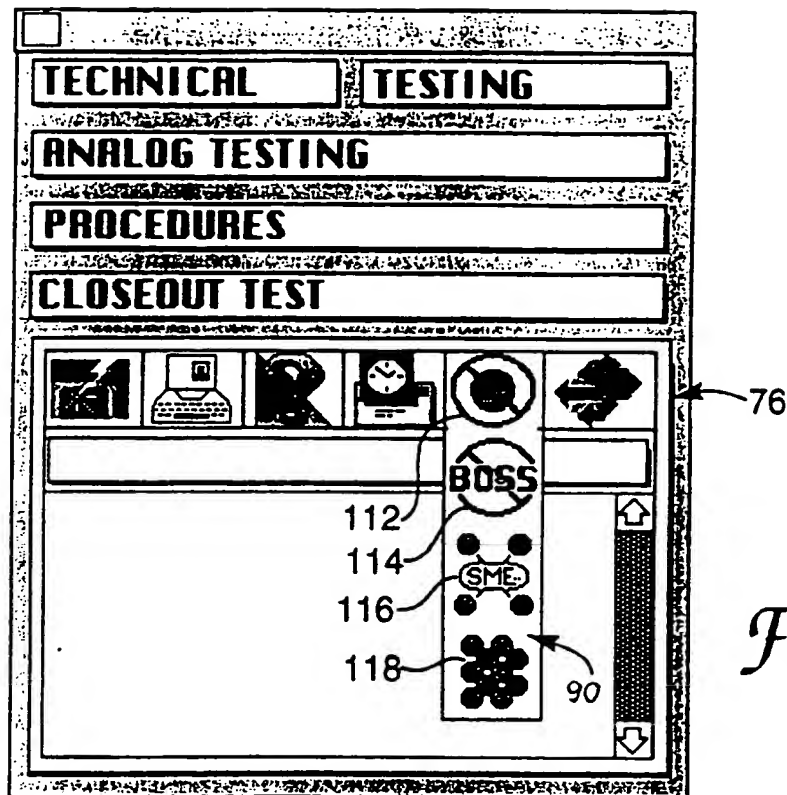 TECHNICAL TESTING
ANALOG TESTING
PROCEDURES
CLOSEOUT TEST
76
BOSS
112
114
SME
116
118
90
F